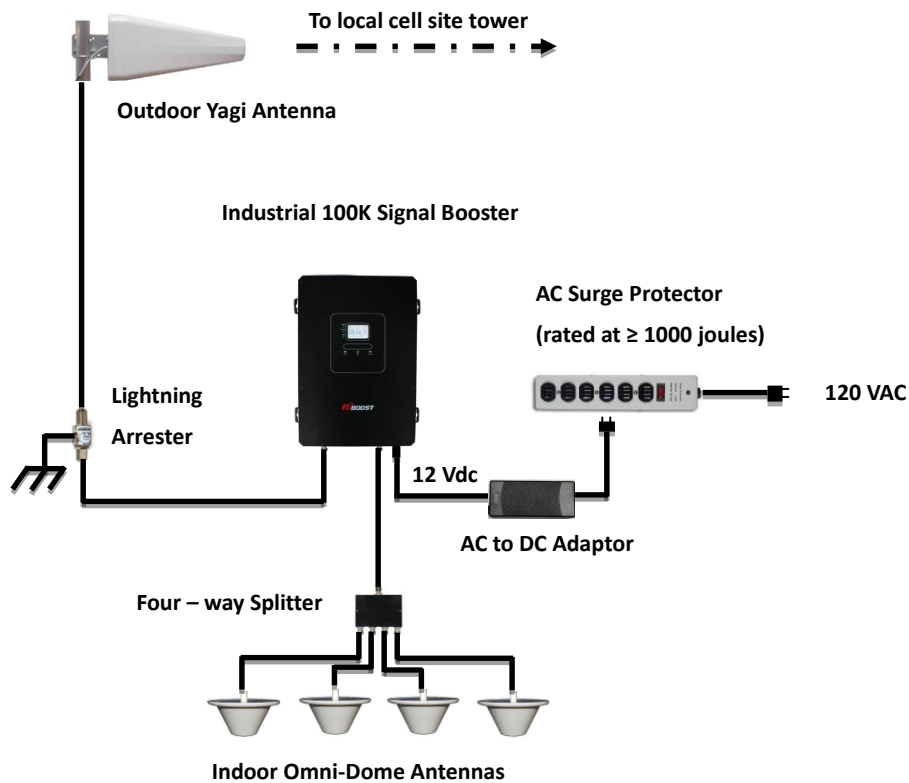 To local cell site tower
Outdoor Yagi Antenna
Industrial 100K Signal Booster
AC Surge Protector
(rated at ≥ 1000 joules)
Lightning
Arrester
120 VAC
HiBOOST
12 Vdc
AC to DC Adaptor
Four – way Splitter
Indoor Omni-Dome Antennas